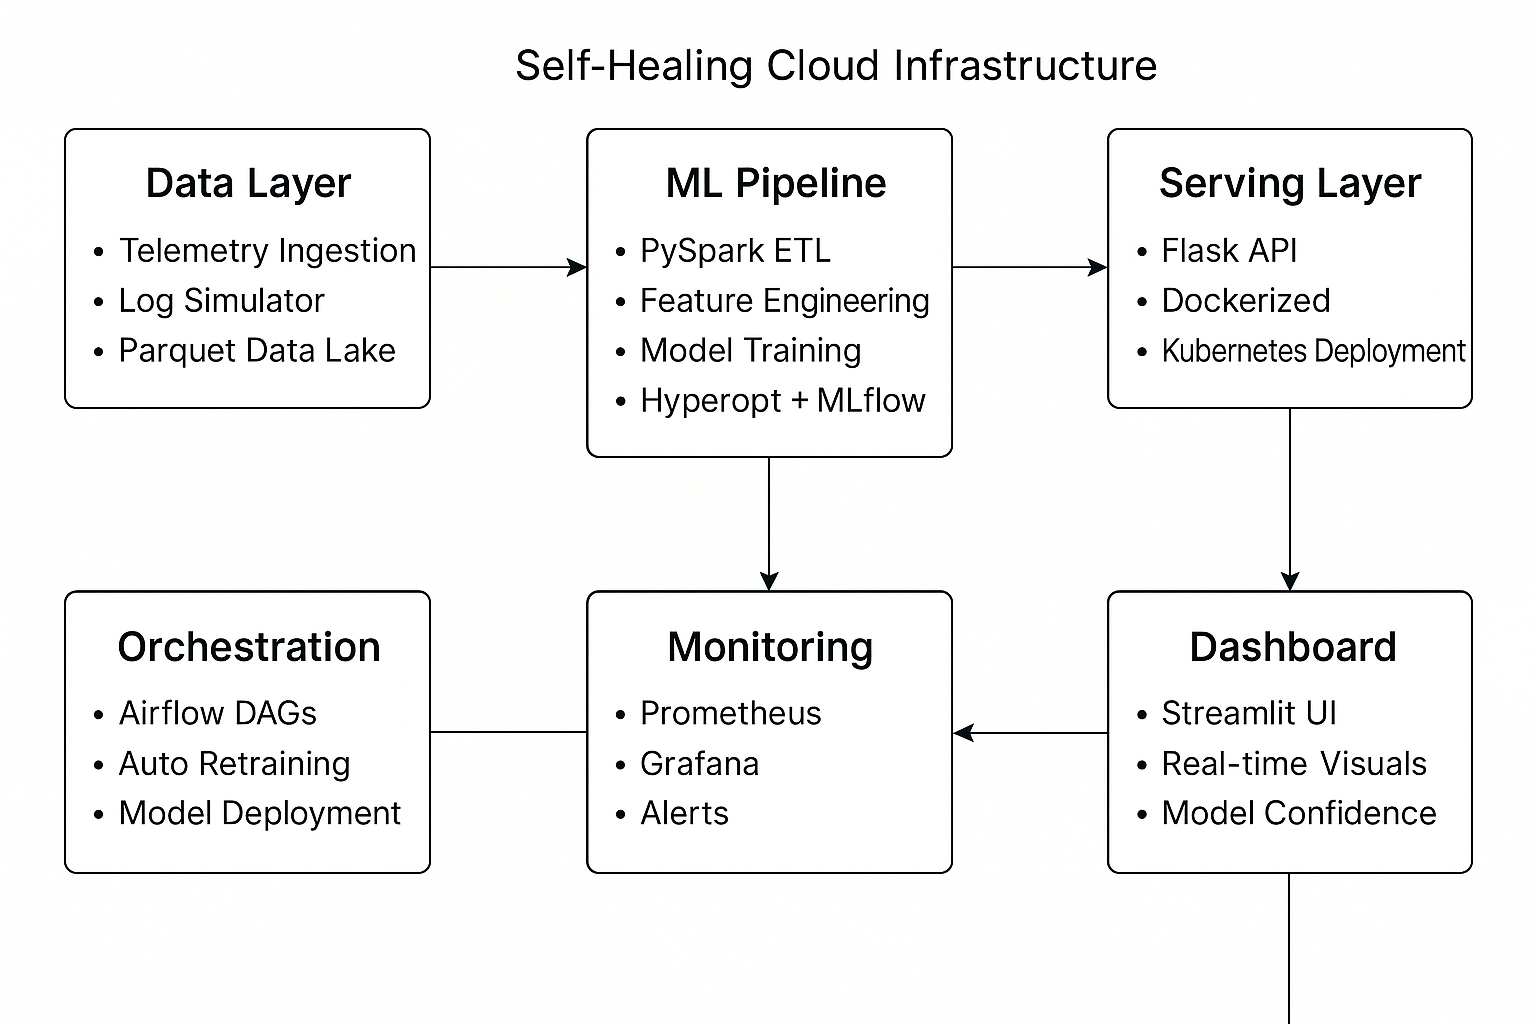 Self-Healing Cloud Infrastructure
Data Layer
• Telemetry Ingestion
• Log Simulator
• Parquet Data Lake
ML Pipeline
• PySpark ETL
• Feature Engineering
• Model Training
• Hyperopt + MLflow
Serving Layer
• Flask API
• Dockerized
• Kubernetes Deployment
Orchestration
• Airflow DAGs
• Auto Retraining
• Model Deployment
Monitoring
• Prometheus
• Grafana
• Alerts
Dashboard
• Streamlit UI
• Real-time Visuals
• Model Confidence